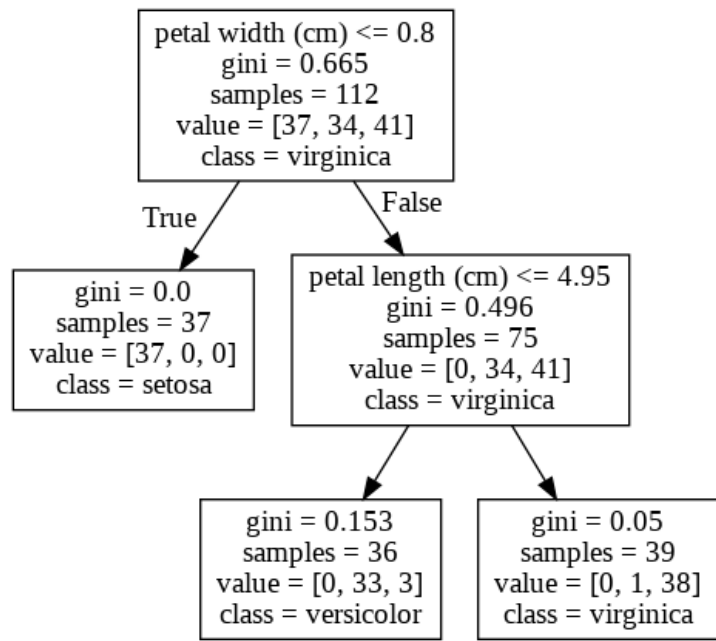 petal width (cm) <= 0.8
gini = 0.665
samples = 112
value = [37, 34, 41]
class = virginica
True
False
gini = 0.0
samples = 37
value = [37, 0, 0]
class = setosa
petal length (cm) <= 4.95
gini = 0.496
samples = 75
value = [0, 34, 41]
class = virginica
gini = 0.153
samples = 36
value = [0, 33, 3]
class = versicolor
gini = 0.05
samples = 39
value = [0, 1, 38]
class = virginica